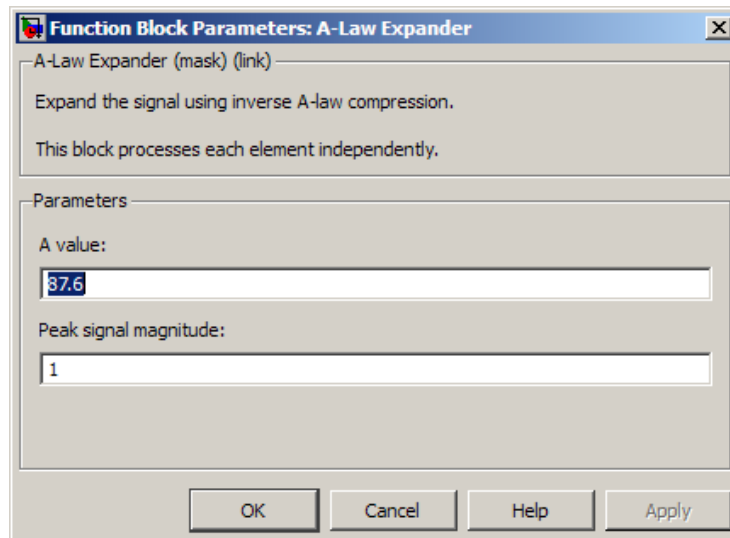 Function Block Parameters: A-Law Expander
A-Law Expander (mask) (link)
Expand the signal using inverse A-law compression.
This block processes each element independently.
Parameters
A value:
87.6
Peak signal magnitude:
1
OK Cancel Help Apply